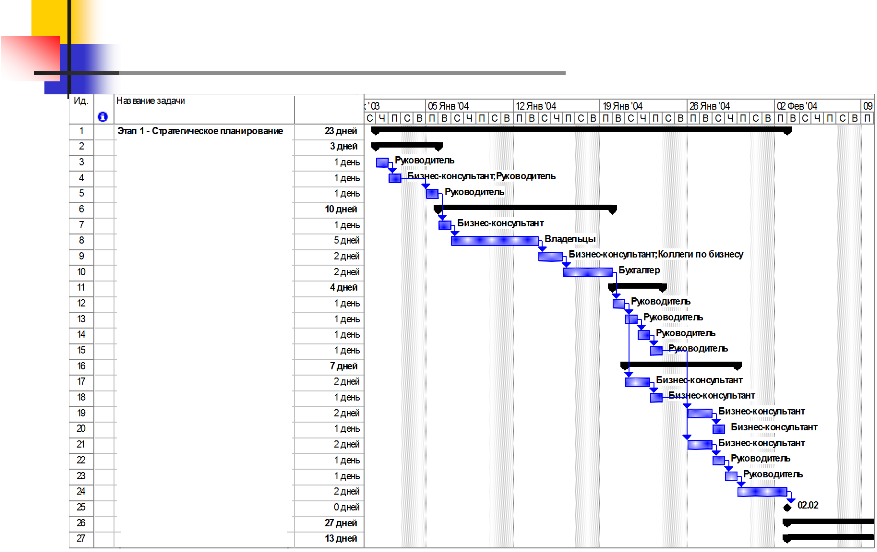 Ид. Название задачи '03 05 Янв '04 12 Янв '04 19 Янв '04 26 Янв '04 02 Фев '04 09
С Ч П С В П В С Ч П С В П В С Ч П С В П В С Ч П С В П В С Ч П С В П В С Ч П С В П
1 Этап 1 - Стратегическое планирование 23 дней
2 3 дней
3 1 день Руководитель
4 1 день Бизнес-консультант;Руководитель
5 1 день Руководитель
6 10 дней
7 1 день Бизнес-консультант
8 5 дней Владельцы
9 2 дней Бизнес-консультант;Коллеги по бизнесу
10 2 дней Бухгалтер
11 4 дней
12 1 день Руководитель
13 1 день Руководитель
14 1 день Руководитель
15 1 день Руководитель
16 7 дней
17 2 дней Бизнес-консультант
18 1 день Бизнес-консультант
19 2 дней Бизнес-консультант
20 1 день Бизнес-консультант
21 2 дней Бизнес-консультант
22 1 день Руководитель
23 1 день Руководитель
24 2 дней
25 0 дней 02.02
26 27 дней
27 13 дней